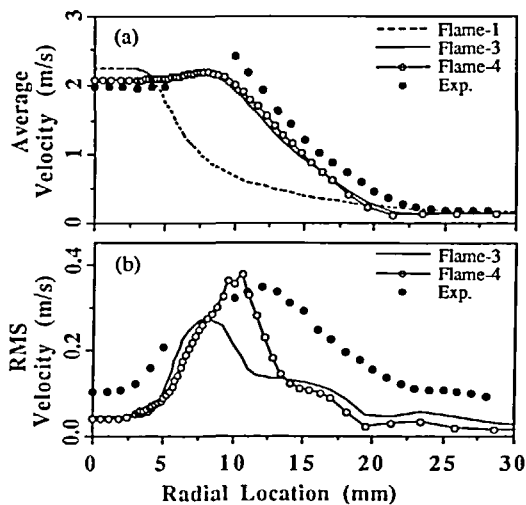 (a)
Flame-1
Flame-3
Flame-4
Exp.
Average
Velocity (m/s)
3
2
1
0
(b)
Flame-3
Flame-4
Exp.
RMS
Velocity (m/s)
0.4
0.2
0.0
0 5 10 15 20 25 30
Radial Location (mm)